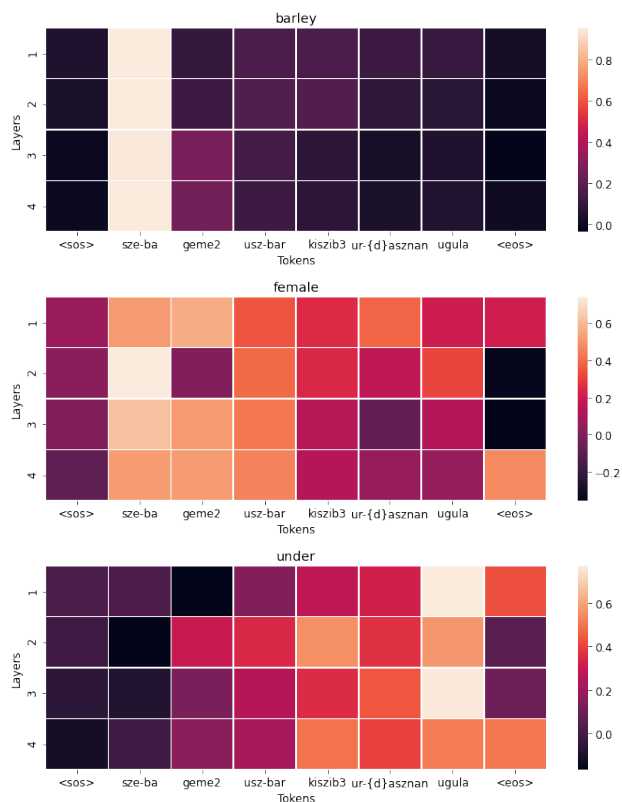 barley
Layers
1
2
3
4
<sos> sze-ba geme2 usz-bar kiszib3 ur-{d}asznan ugula <eos>
Tokens
0.8
0.6
0.4
0.2
0.0
female
Layers
1
2
3
4
<sos> sze-ba geme2 usz-bar kiszib3 ur-{d}asznan ugula <eos>
Tokens
0.6
0.4
0.2
0.0
−0.2
under
Layers
1
2
3
4
<sos> sze-ba geme2 usz-bar kiszib3 ur-{d}asznan ugula <eos>
Tokens
0.6
0.4
0.2
0.0